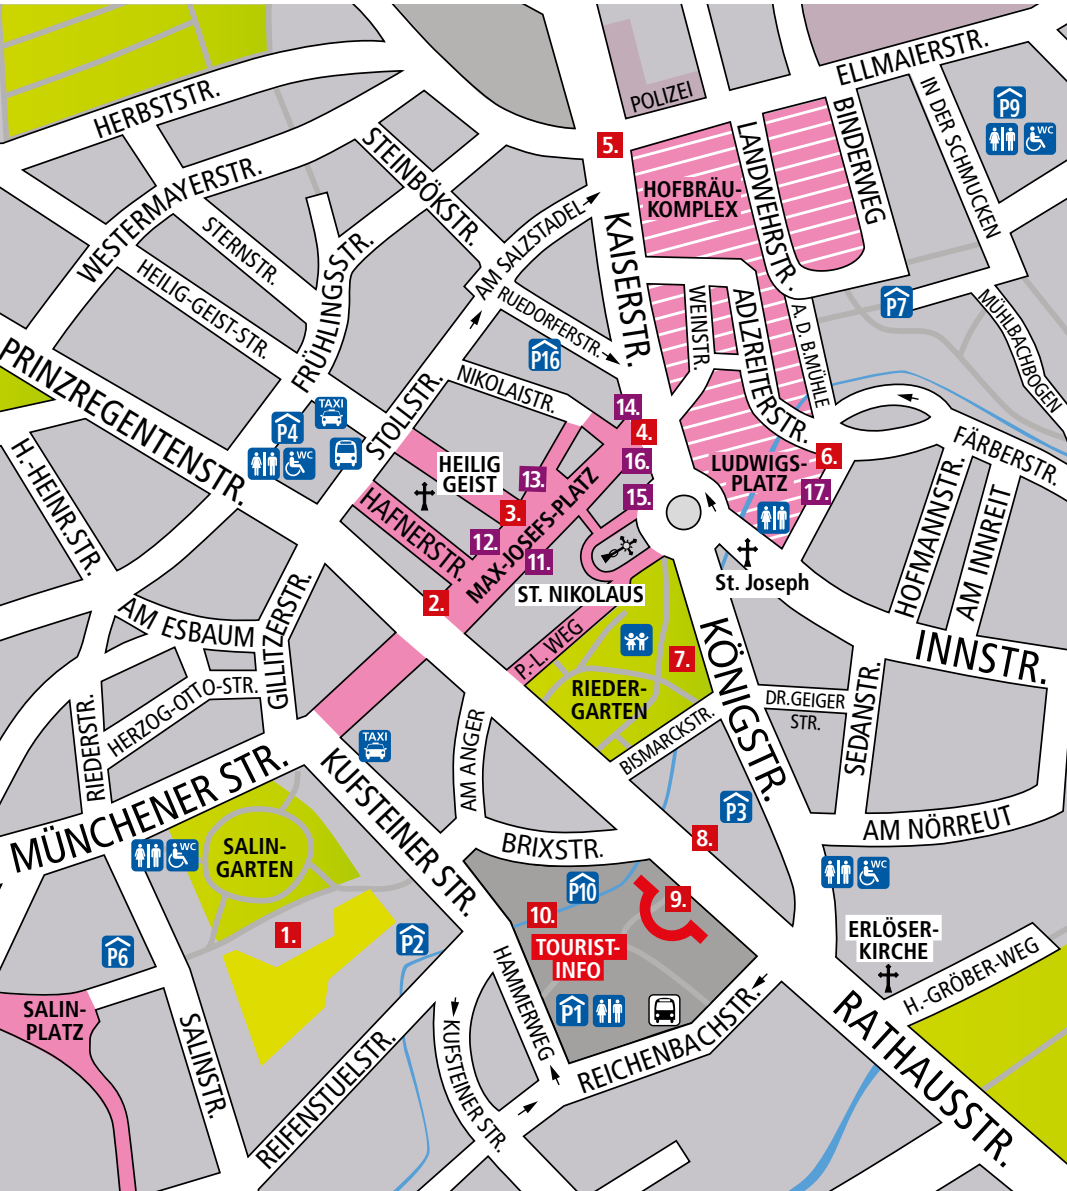 POLIZEI
ELLMAIERSTR.
HERBSTSTR.
IN DER SCHMUCKEN
BINDERWEG
P9
WC
5.
LANDWEHRSTR.
STEINBÖKSTR.
WESTERMAYERSTR.
HOFBRÄU-
KOMPLEX
STERNSTR.
AM SALZSTADEL
KAISERSTR.
HEILIG-GEIST-STR.
FRÜHLINGSSTR.
RUEDORFERSTR.
WEINSTR.
ADLZREITERSTR.
A. D. B.MÜHLE
P7
MÜHLBACHBOGEN
PRINZREGENTENSTR.
P16
NIKOLAISTR.
STOLLSTR.
TAXI
P4
WC
14.
4.
H.-HEINR.STR.
HEILIG
GEIST
13.
16.
15.
LUDWIGS-
PLATZ
6.
17.
FÄRBERSTR.
HAFNERSTR.
3.
12.
11.
MAX-JOSEFS-PLATZ
HOFMANNSTR.
AM INNREIT
2.
ST. NIKOLAUS
St. Joseph
AM ESBAUM
GILLITZERSTR.
P.-L. WEG
7.
KÖNIGSTR.
INNSTR.
RIEDER-
GARTEN
HERZOG-OTTO-STR.
RIEDERSTR.
DR.GEIGER
STR.
SEDANSTR.
BISMARCKSTR.
TAXI
AM ANGER
MÜNCHENER STR.
KUFSTEINER STR.
P3
8.
AM NÖRREUT
SALIN-
GARTEN
WC
BRIXSTR.
WC
P10
9.
10.
1.
P2
P6
TOURIST-
INFO
ERLÖSER-
KIRCHE
H.-GRÖBER-WEG
HAMMERWEG
P1
SALIN-
PLATZ
SALINSTR.
KUFSTEINER STR.
REICHENBACHSTR.
RATHAUSSTR.
REIFENSTUELSTR.